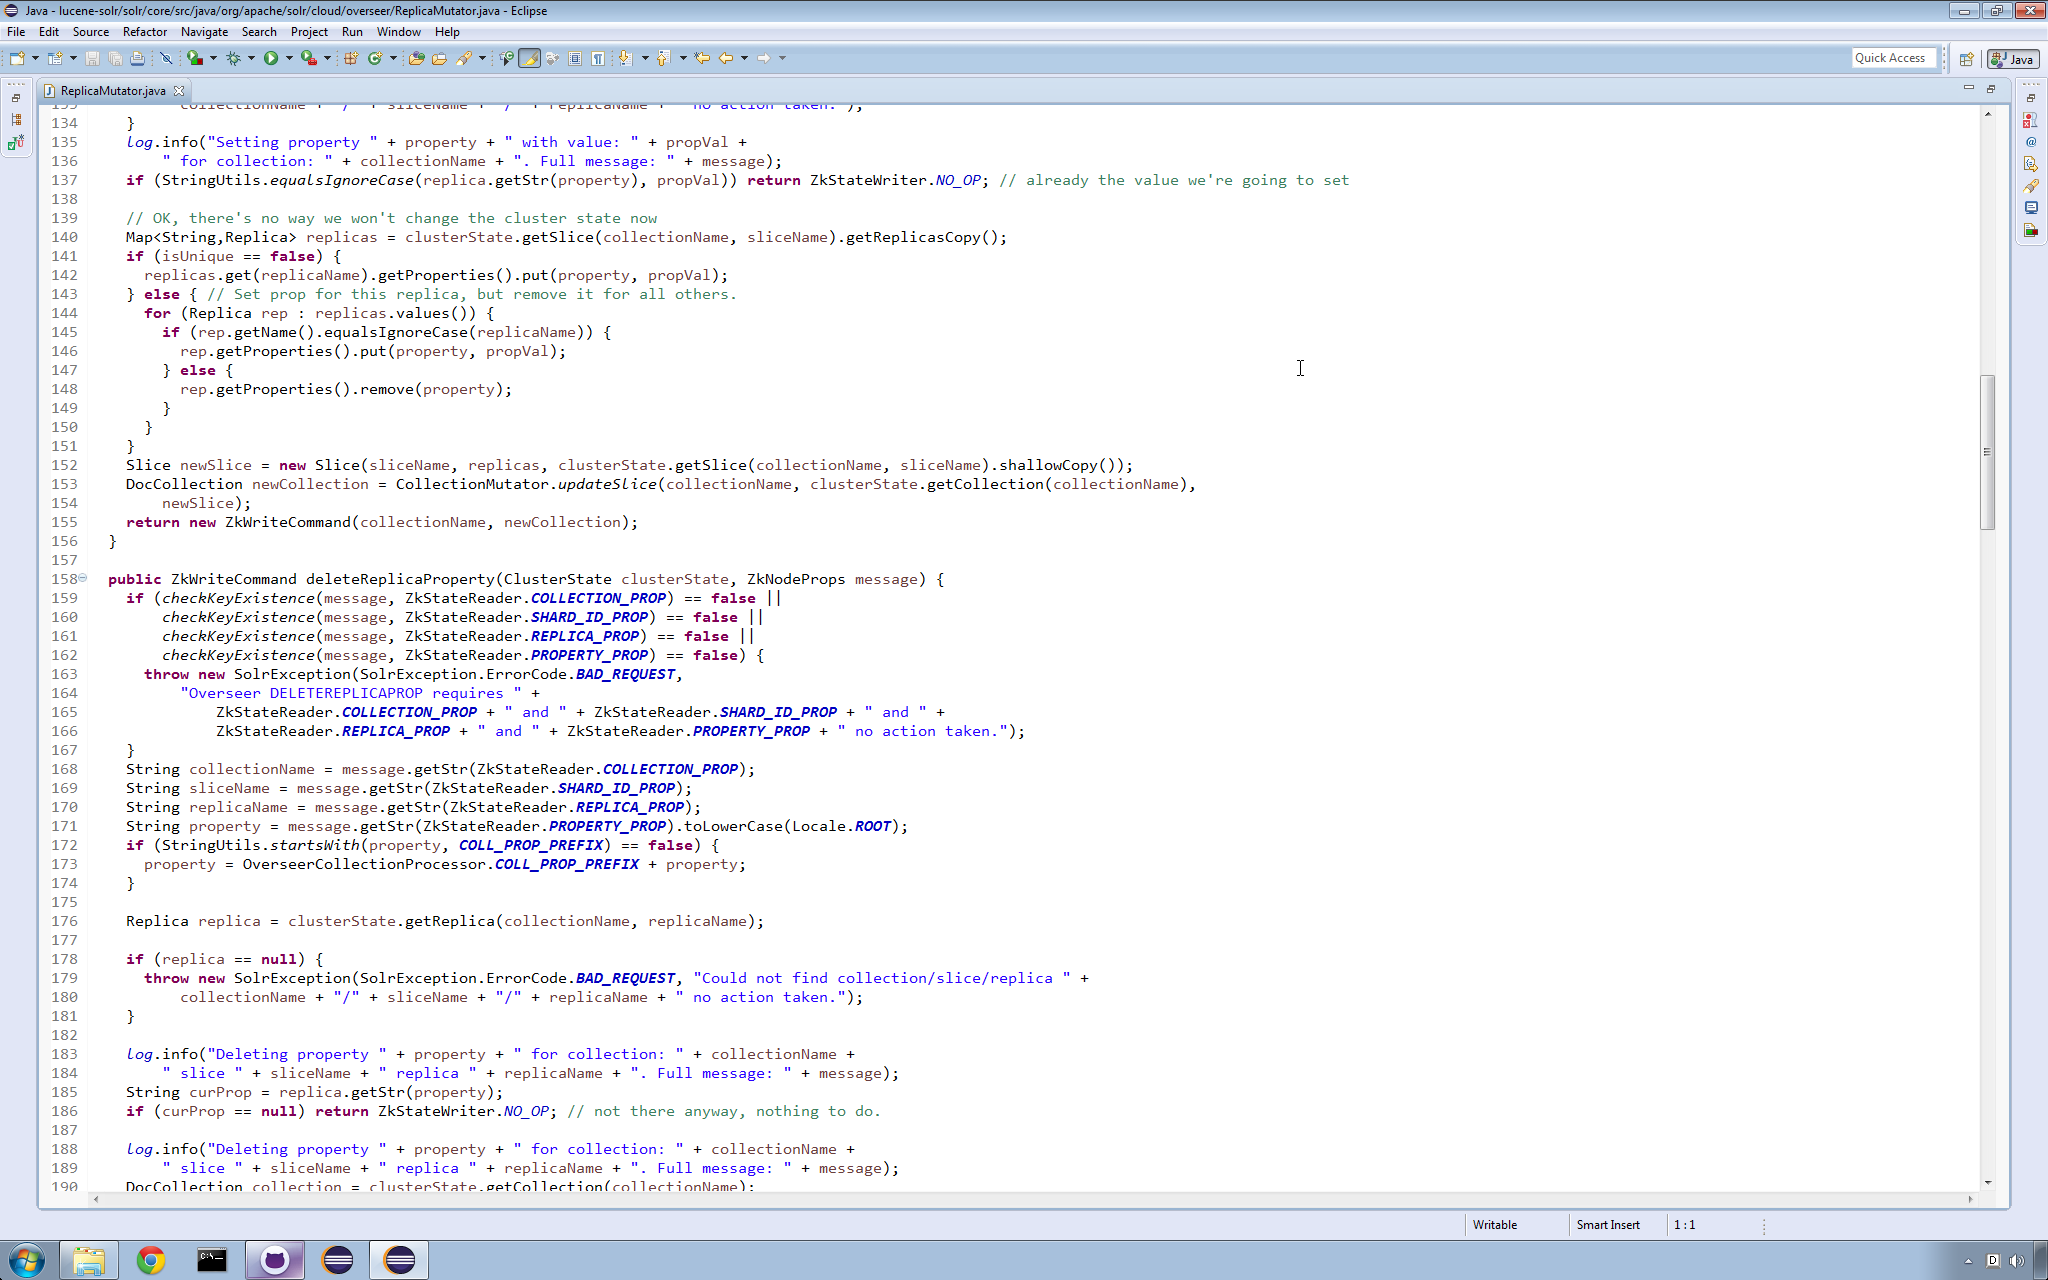 Java - lucene-solr/solr/core/src/java/org/apache/solr/cloud/overseer/ReplicaMutator.java - Eclipse
File Edit Source Refactor Navigate Search Project Run Window Help
Quick Access
Java
ReplicaMutator.java
134 }
135 log.info("Setting property " + property + " with value: " + propVal +
136 " for collection: " + collectionName + ". Full message: " + message);
137 if (StringUtils.equalsIgnoreCase(replica.getStr(property), propVal)) return ZkStateWriter.NO_OP; // already the value we're going to set
138
139 // OK, there's no way we won't change the cluster state now
140 Map<String,Replica> replicas = clusterState.getSlice(collectionName, sliceName).getReplicasCopy();
141 if (isUnique == false) {
142 replicas.get(replicaName).getProperties().put(property, propVal);
143 } else { // Set prop for this replica, but remove it for all others.
144 for (Replica rep : replicas.values()) {
145 if (rep.getName().equalsIgnoreCase(replicaName)) {
146 rep.getProperties().put(property, propVal);
147 } else {
148 rep.getProperties().remove(property);
149 }
150 }
151 }
152 Slice newSlice = new Slice(sliceName, replicas, clusterState.getSlice(collectionName, sliceName).shallowCopy());
153 DocCollection newCollection = CollectionMutator.updateSlice(collectionName, clusterState.getCollection(collectionName),
154 newSlice);
155 return new ZkWriteCommand(collectionName, newCollection);
156 }
157
158 public ZkWriteCommand deleteReplicaProperty(ClusterState clusterState, ZkNodeProps message) {
159 if (checkKeyExistence(message, ZkStateReader.COLLECTION_PROP) == false ||
160 checkKeyExistence(message, ZkStateReader.SHARD_ID_PROP) == false ||
161 checkKeyExistence(message, ZkStateReader.REPLICA_PROP) == false ||
162 checkKeyExistence(message, ZkStateReader.PROPERTY_PROP) == false) {
163 throw new SolrException(SolrException.ErrorCode.BAD_REQUEST,
164 "Overseer DELETEREPLICAPROP requires " +
165 ZkStateReader.COLLECTION_PROP + " and " + ZkStateReader.SHARD_ID_PROP + " and " +
166 ZkStateReader.REPLICA_PROP + " and " + ZkStateReader.PROPERTY_PROP + " no action taken.");
167 }
168 String collectionName = message.getStr(ZkStateReader.COLLECTION_PROP);
169 String sliceName = message.getStr(ZkStateReader.SHARD_ID_PROP);
170 String replicaName = message.getStr(ZkStateReader.REPLICA_PROP);
171 String property = message.getStr(ZkStateReader.PROPERTY_PROP).toLowerCase(Locale.ROOT);
172 if (StringUtils.startsWith(property, COLL_PROP_PREFIX) == false) {
173 property = OverseerCollectionProcessor.COLL_PROP_PREFIX + property;
174 }
175
176 Replica replica = clusterState.getReplica(collectionName, replicaName);
177
178 if (replica == null) {
179 throw new SolrException(SolrException.ErrorCode.BAD_REQUEST, "Could not find collection/slice/replica " +
180 collectionName + "/" + sliceName + "/" + replicaName + " no action taken.");
181 }
182
183 log.info("Deleting property " + property + " for collection: " + collectionName +
184 " slice " + sliceName + " replica " + replicaName + ". Full message: " + message);
185 String curProp = replica.getStr(property);
186 if (curProp == null) return ZkStateWriter.NO_OP; // not there anyway, nothing to do.
187
188 log.info("Deleting property " + property + " for collection: " + collectionName +
189 " slice " + sliceName + " replica " + replicaName + ". Full message: " + message);
190 DocCollection collection = clusterState.getCollection(collectionName);
Writable Smart Insert 1 : 1